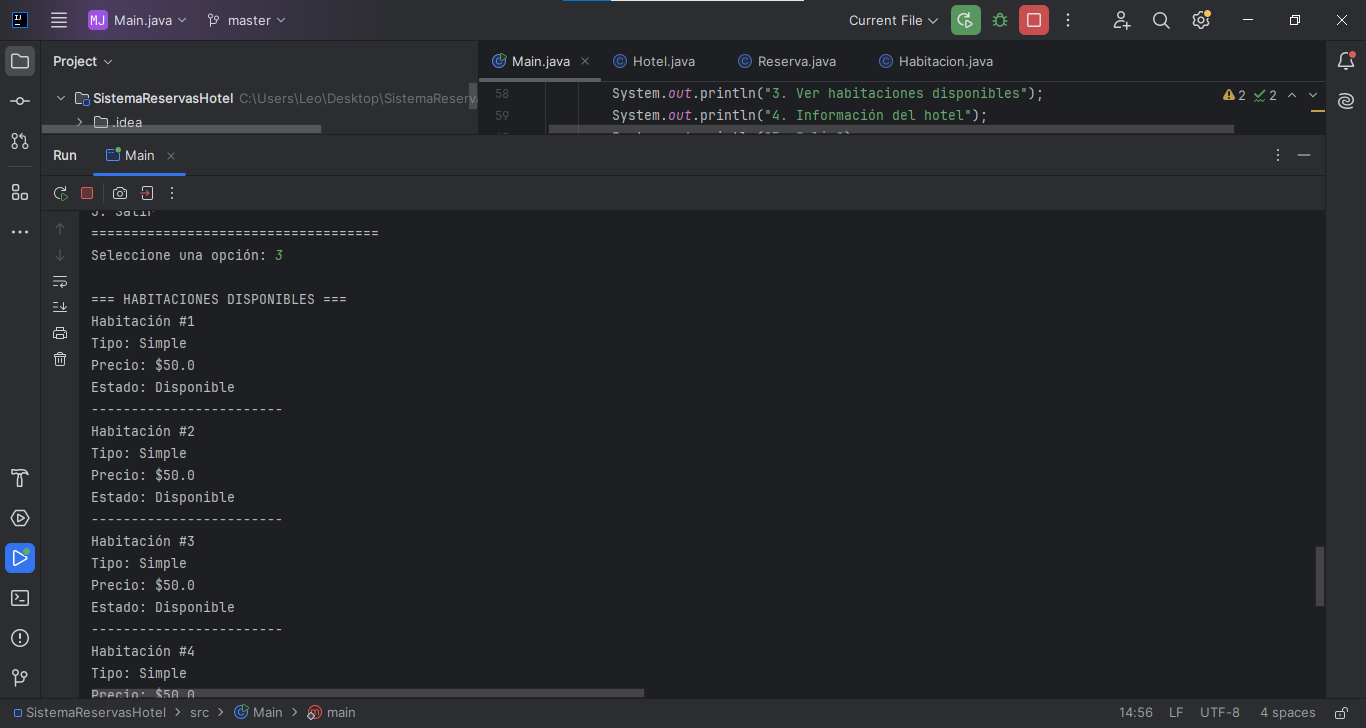 MJ Main.java master Current File
Project
Main.java Hotel.java Reserva.java Habitacion.java
SistemaReservasHotel C:\Users\Leo\Desktop\SistemaReserva
.idea
58 System.out.println("3. Ver habitaciones disponibles");
59 System.out.println("4. Información del hotel");
2 2
Run Main
5. Salir
====================================
Seleccione una opción: 3
=== HABITACIONES DISPONIBLES ===
Habitación #1
Tipo: Simple
Precio: $50.0
Estado: Disponible
------------------------
Habitación #2
Tipo: Simple
Precio: $50.0
Estado: Disponible
------------------------
Habitación #3
Tipo: Simple
Precio: $50.0
Estado: Disponible
------------------------
Habitación #4
Tipo: Simple
Precio: $50.0
SistemaReservasHotel > src > Main > main
14:56 LF UTF-8 4 spaces